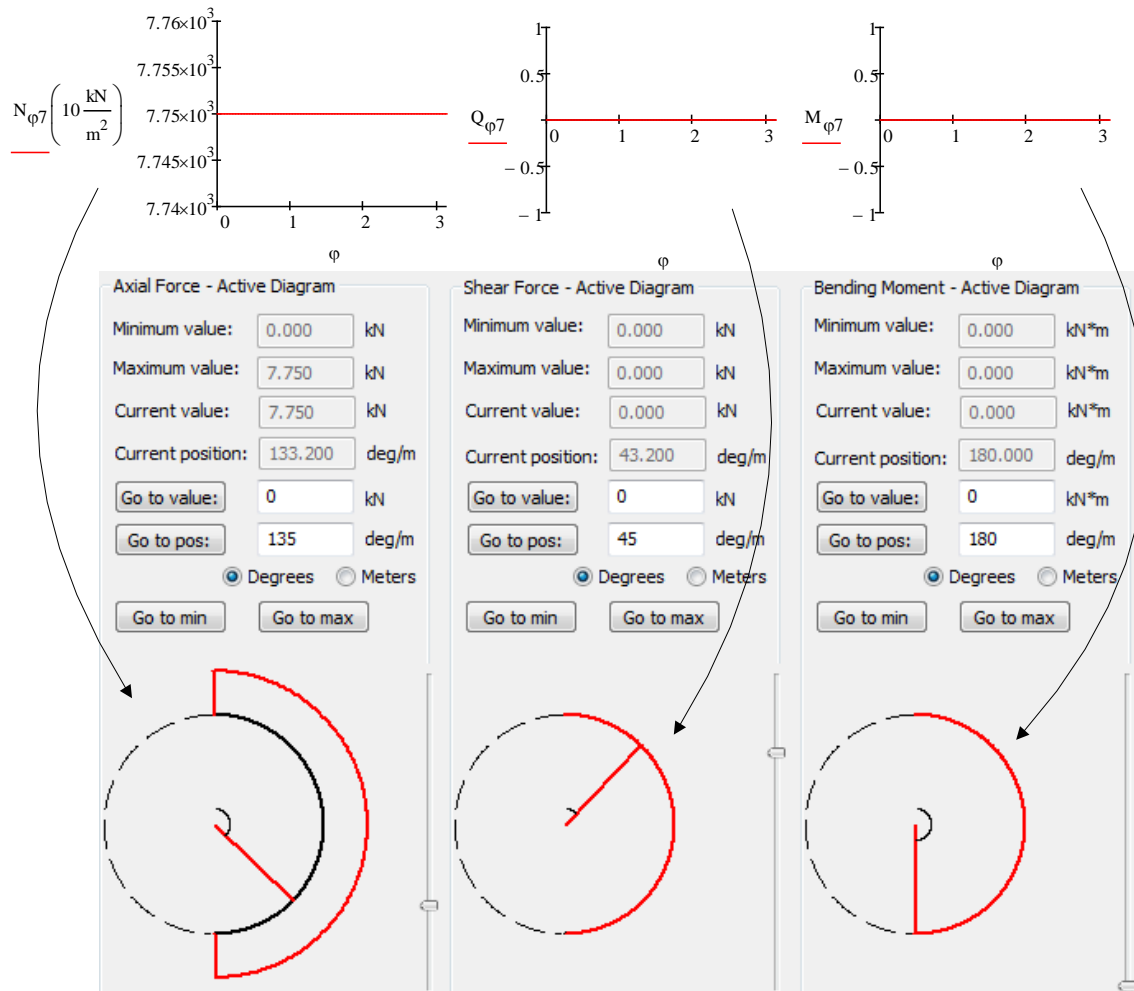 7.76×10³
7.755×10³
N φ7 (10 kN/m²) 7.75×10³
7.745×10³
7.74×10³
0 1 2 3
φ
1
0.5
Q φ7
0 1 2 3
− 0.5
− 1
φ
1
0.5
M φ7
0 1 2 3
− 0.5
− 1
φ
Axial Force - Active Diagram
Minimum value: 0.000 kN
Maximum value: 7.750 kN
Current value: 7.750 kN
Current position: 133.200 deg/m
Go to value: 0 kN
Go to pos: 135 deg/m
Degrees Meters
Go to min Go to max
Shear Force - Active Diagram
Minimum value: 0.000 kN
Maximum value: 0.000 kN
Current value: 0.000 kN
Current position: 43.200 deg/m
Go to value: 0 kN
Go to pos: 45 deg/m
Degrees Meters
Go to min Go to max
Bending Moment - Active Diagram
Minimum value: 0.000 kN*m
Maximum value: 0.000 kN*m
Current value: 0.000 kN*m
Current position: 180.000 deg/m
Go to value: 0 kN*m
Go to pos: 180 deg/m
Degrees Meters
Go to min Go to max